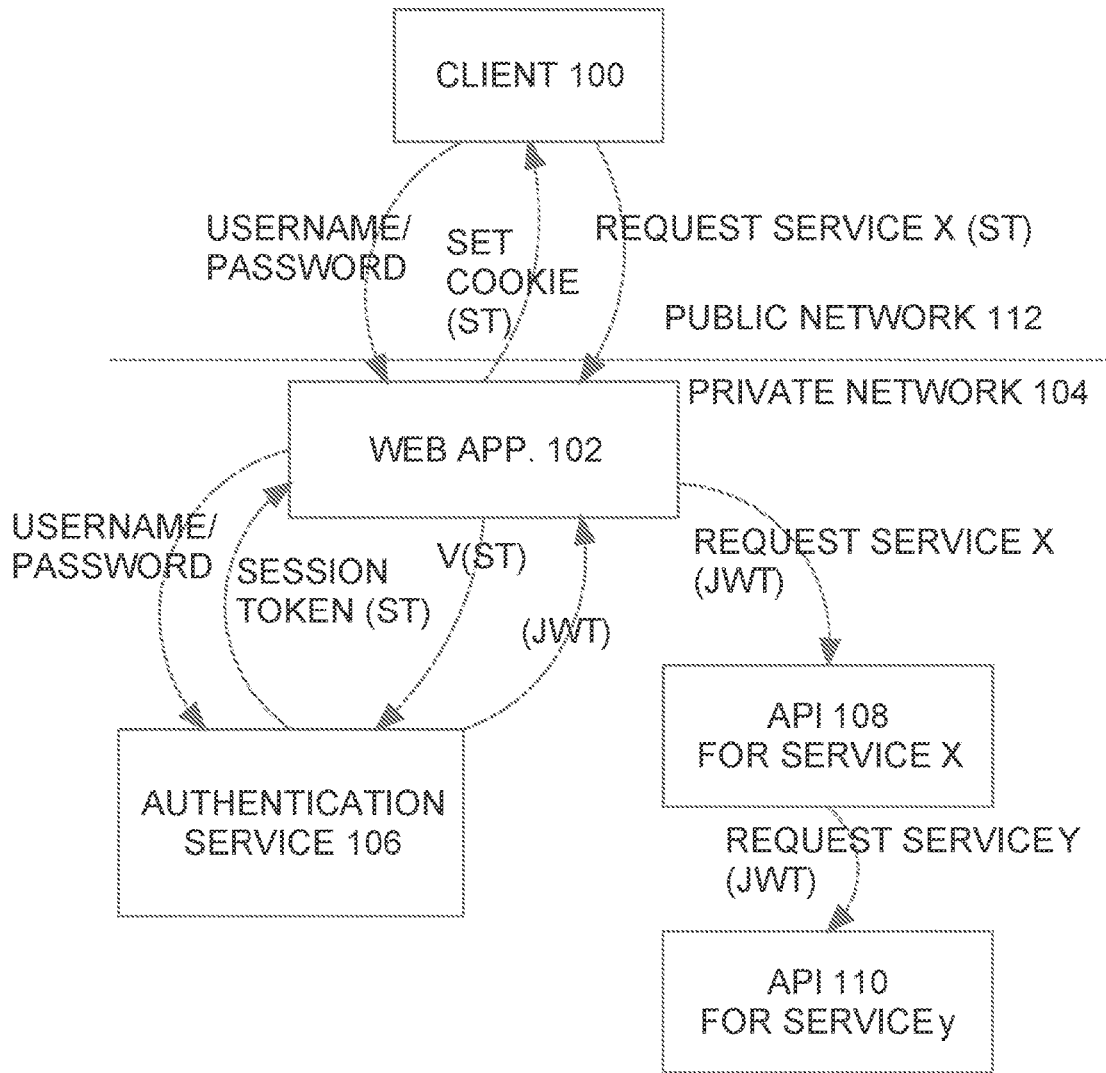 CLIENT 100
USERNAME/
PASSWORD
SET
COOKIE
(ST)
REQUEST SERVICE X (ST)
PUBLIC NETWORK 112
PRIVATE NETWORK 104
WEB APP. 102
USERNAME/
PASSWORD
SESSION
TOKEN (ST)
V(ST)
(JWT)
REQUEST SERVICE X
(JWT)
API 108
FOR SERVICE X
AUTHENTICATION
SERVICE 106
REQUEST SERVICEY
(JWT)
API 110
FOR SERVICEy